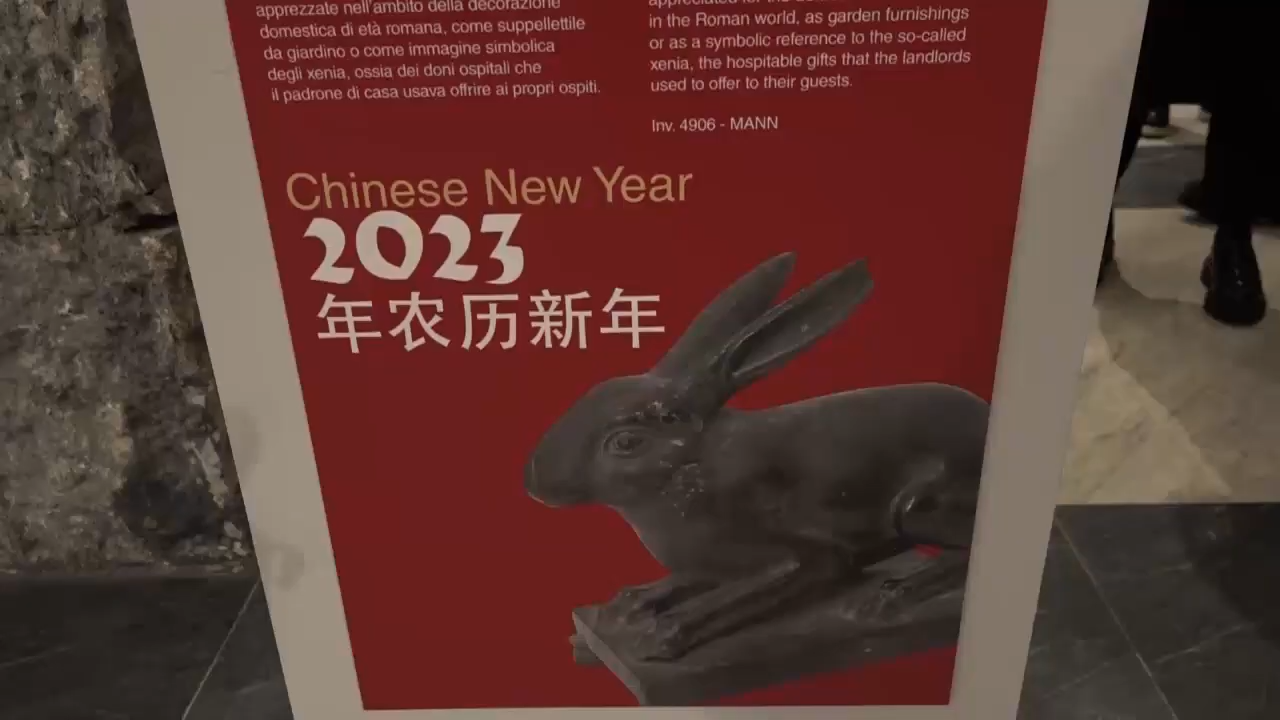 apprezzate nell'ambito della decorazione
domestica di età romana, come suppellettile
da giardino o come immagine simbolica
degli xenia, ossia dei doni ospitali che
il padrone di casa usava offrire ai propri ospiti.
in the Roman world, as garden furnishings
or as a symbolic reference to the so-called
xenia, the hospitable gifts that the landlords
used to offer to their guests.
Inv. 4906 - MANN
Chinese New Year
2023
年农历新年